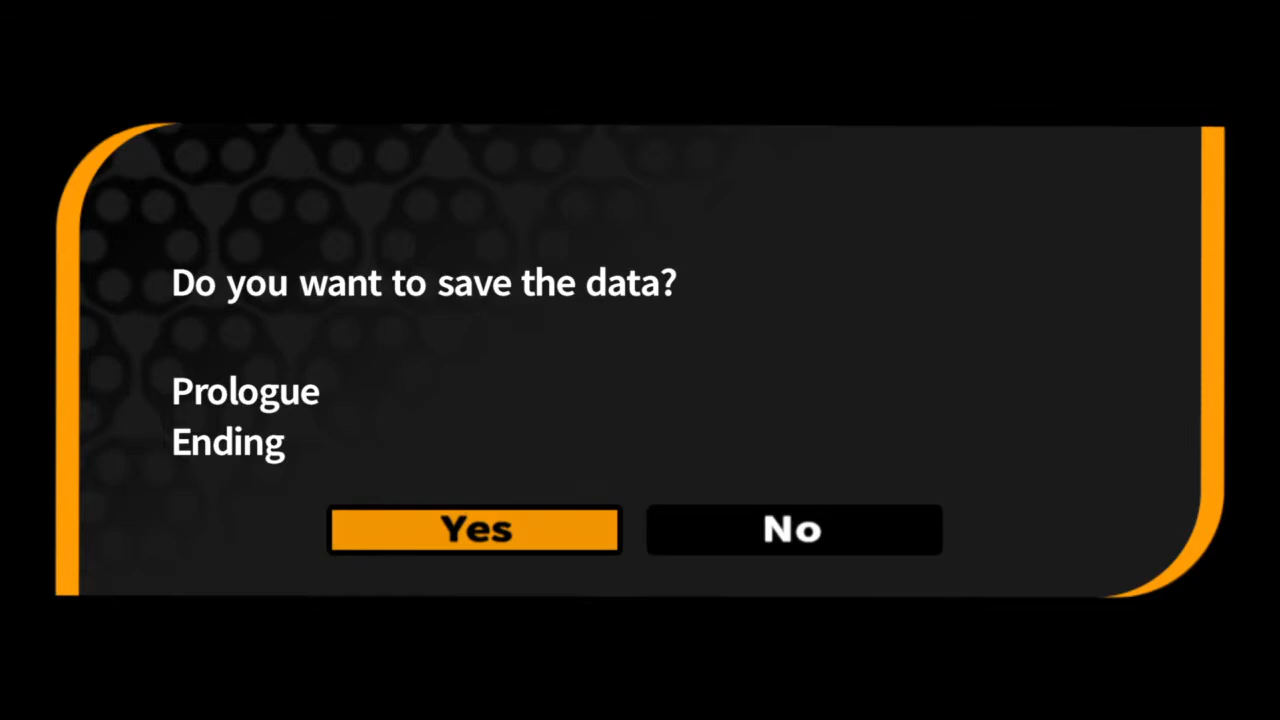 Do you want to save the data?
Prologue
Ending
Yes
No